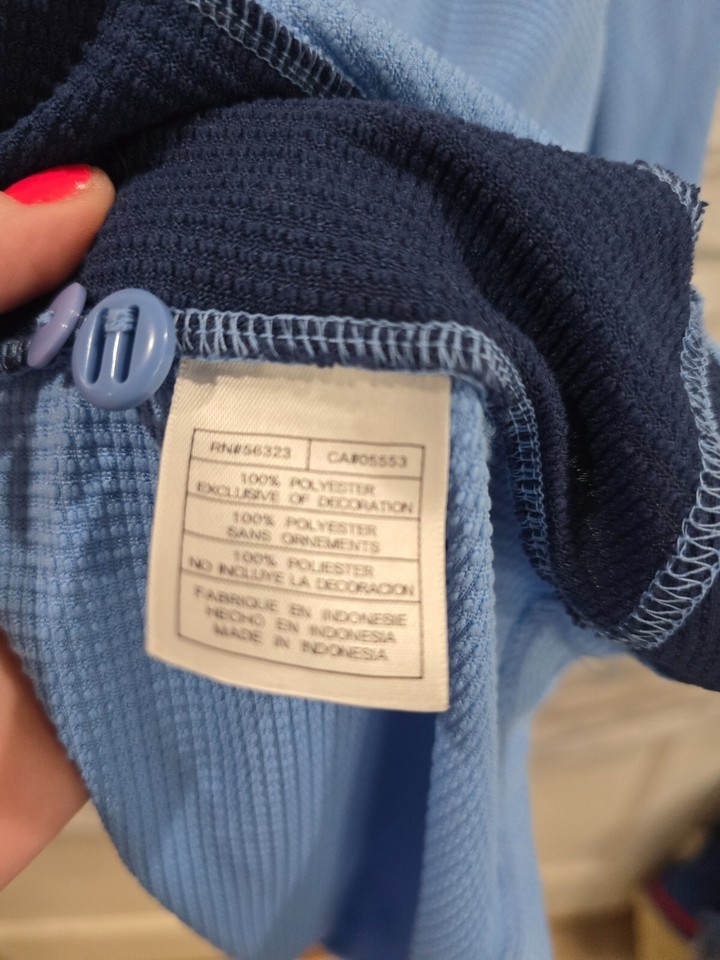 RN#56323 CA#05553
100% POLYESTER
EXCLUSIVE OF DECORATION
100% POLYESTER
SANS ORNEMENTS
100% POLIESTER
NO INCLUYE LA DECORACION
FABRIQUE EN INDONESIE
HECHO EN INDONESIA
MADE IN INDONESIA